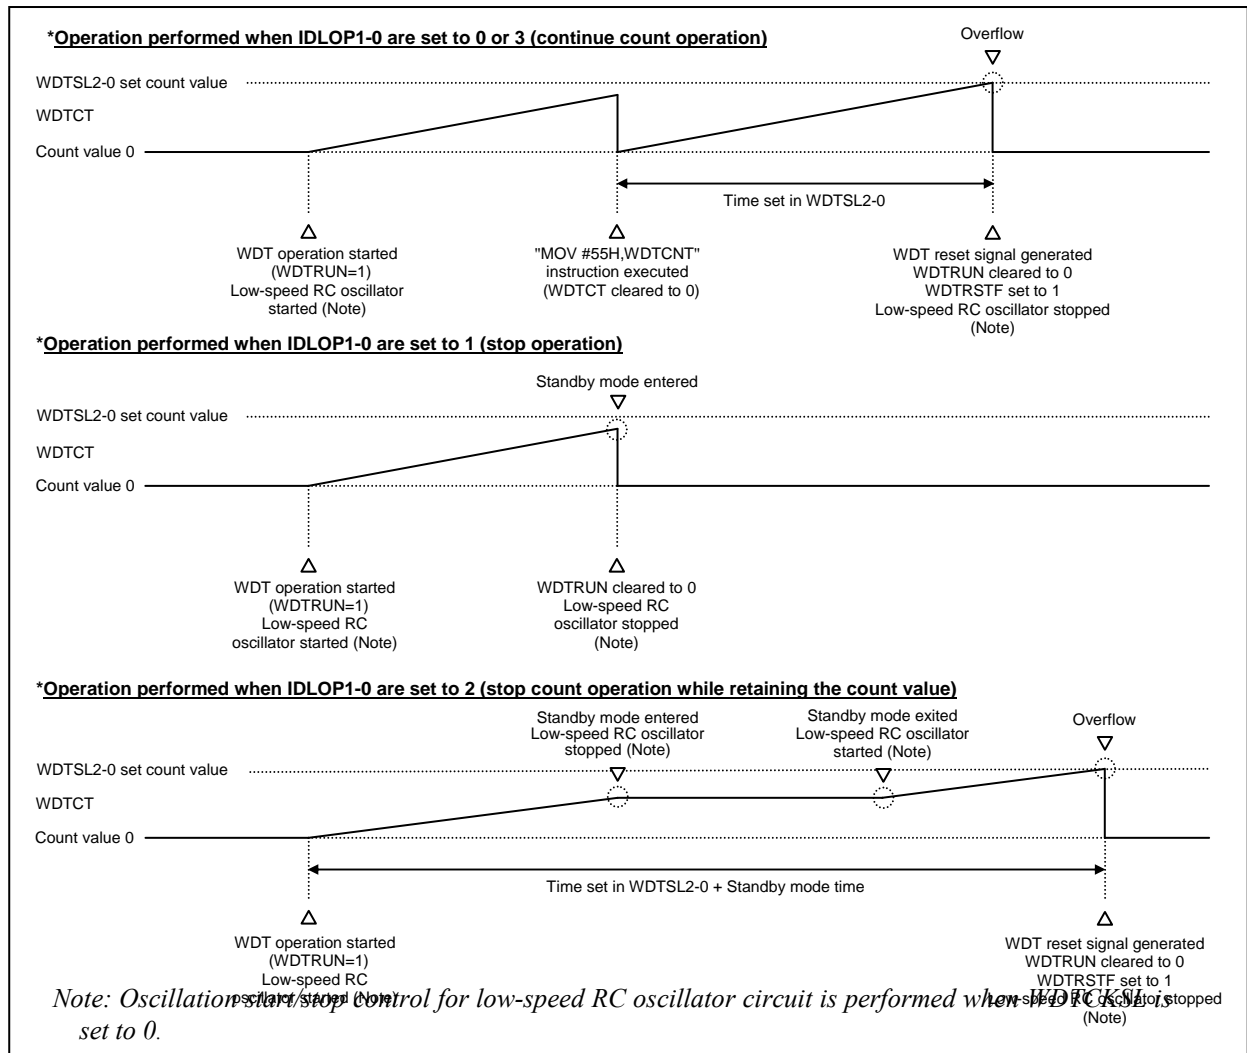 *Operation performed when IDLOP1-0 are set to 0 or 3 (continue count operation)
Overflow
WDTSL2-0 set count value
WDTCT
Count value 0
Time set in WDTSL2-0
WDT operation started
(WDTRUN=1)
Low-speed RC oscillator
started (Note)
"MOV #55H,WDTCNT"
instruction executed
(WDTCT cleared to 0)
WDT reset signal generated
WDTRUN cleared to 0
WDTRSTF set to 1
Low-speed RC oscillator stopped
(Note)
*Operation performed when IDLOP1-0 are set to 1 (stop operation)
Standby mode entered
WDTSL2-0 set count value
WDTCT
Count value 0
WDT operation started
(WDTRUN=1)
Low-speed RC
oscillator started (Note)
WDTRUN cleared to 0
Low-speed RC
oscillator stopped
(Note)
*Operation performed when IDLOP1-0 are set to 2 (stop count operation while retaining the count value)
Standby mode entered
Low-speed RC oscillator
stopped (Note)
Standby mode exited
Low-speed RC oscillator
started (Note)
Overflow
WDTSL2-0 set count value
WDTCT
Count value 0
Time set in WDTSL2-0 + Standby mode time
WDT operation started
(WDTRUN=1)
Low-speed RC
oscillator started (Note)
WDT reset signal generated
WDTRUN cleared to 0
WDTRSTF set to 1
Low-speed RC oscillator stopped
(Note)
Note: Oscillation start/stop control for low-speed RC oscillator circuit is performed when WDTCKSL is
set to 0.